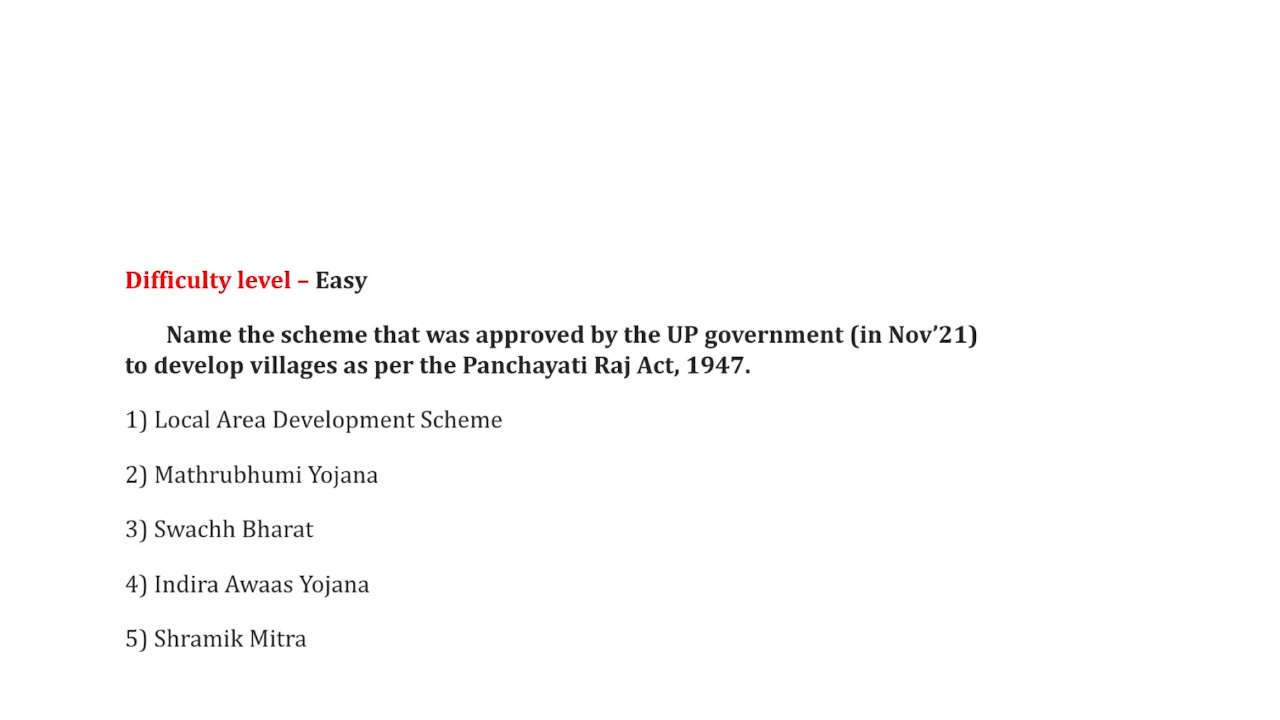 Difficulty level – Easy
Name the scheme that was approved by the UP government (in Nov’21)
to develop villages as per the Panchayati Raj Act, 1947.
1) Local Area Development Scheme
2) Mathrubhumi Yojana
3) Swachh Bharat
4) Indira Awaas Yojana
5) Shramik Mitra